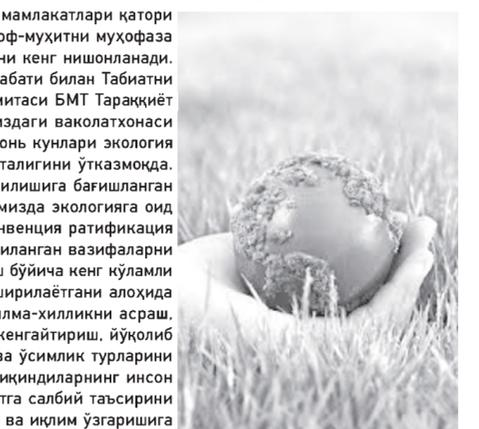 мамлакатлари қатори
оф-муҳитни муҳофаза
ни кенг нишонланади.
абати билан Табиатни
митаси БМТ Тараққиёт
издаги ваколатхонаси
онь кунлари экология
талигини ўтказмоқда.
илишига бағишланган
мизда экологияга оид
нвенция ратификация
иланган вазифаларни
ш бўйича кенг кўламли
ширилаётгани алоҳида
илма-хилликни асраш,
кенгайтириш, йўқолиб
ва ўсимлик турларини
иқиндиларнинг инсон
тга салбий таъсирини
ва иқлим ўзгаришига